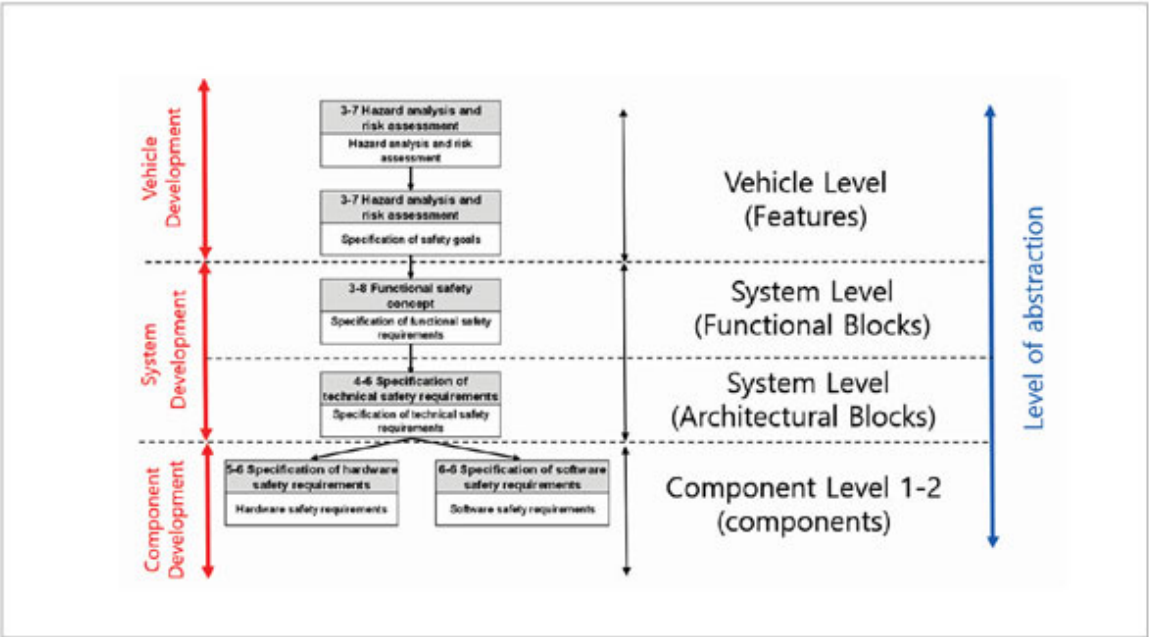 Vehicle
Development
3-7 Hazard analysis and
risk assessment
Hazard analysis and risk
assessment
3-7 Hazard analysis and
risk assessment
Specification of safety goals
Vehicle Level
(Features)
System
Development
3-8 Functional safety
concept
Specification of functional safety
requirements
System Level
(Functional Blocks)
4-6 Specification of
technical safety requirements
Specification of technical safety
requirements
System Level
(Architectural Blocks)
Component
Development
5-6 Specification of hardware
safety requirements
Hardware safety requirements
6-6 Specification of software
safety requirements
Software safety requirements
Component Level 1-2
(components)
Level of abstraction